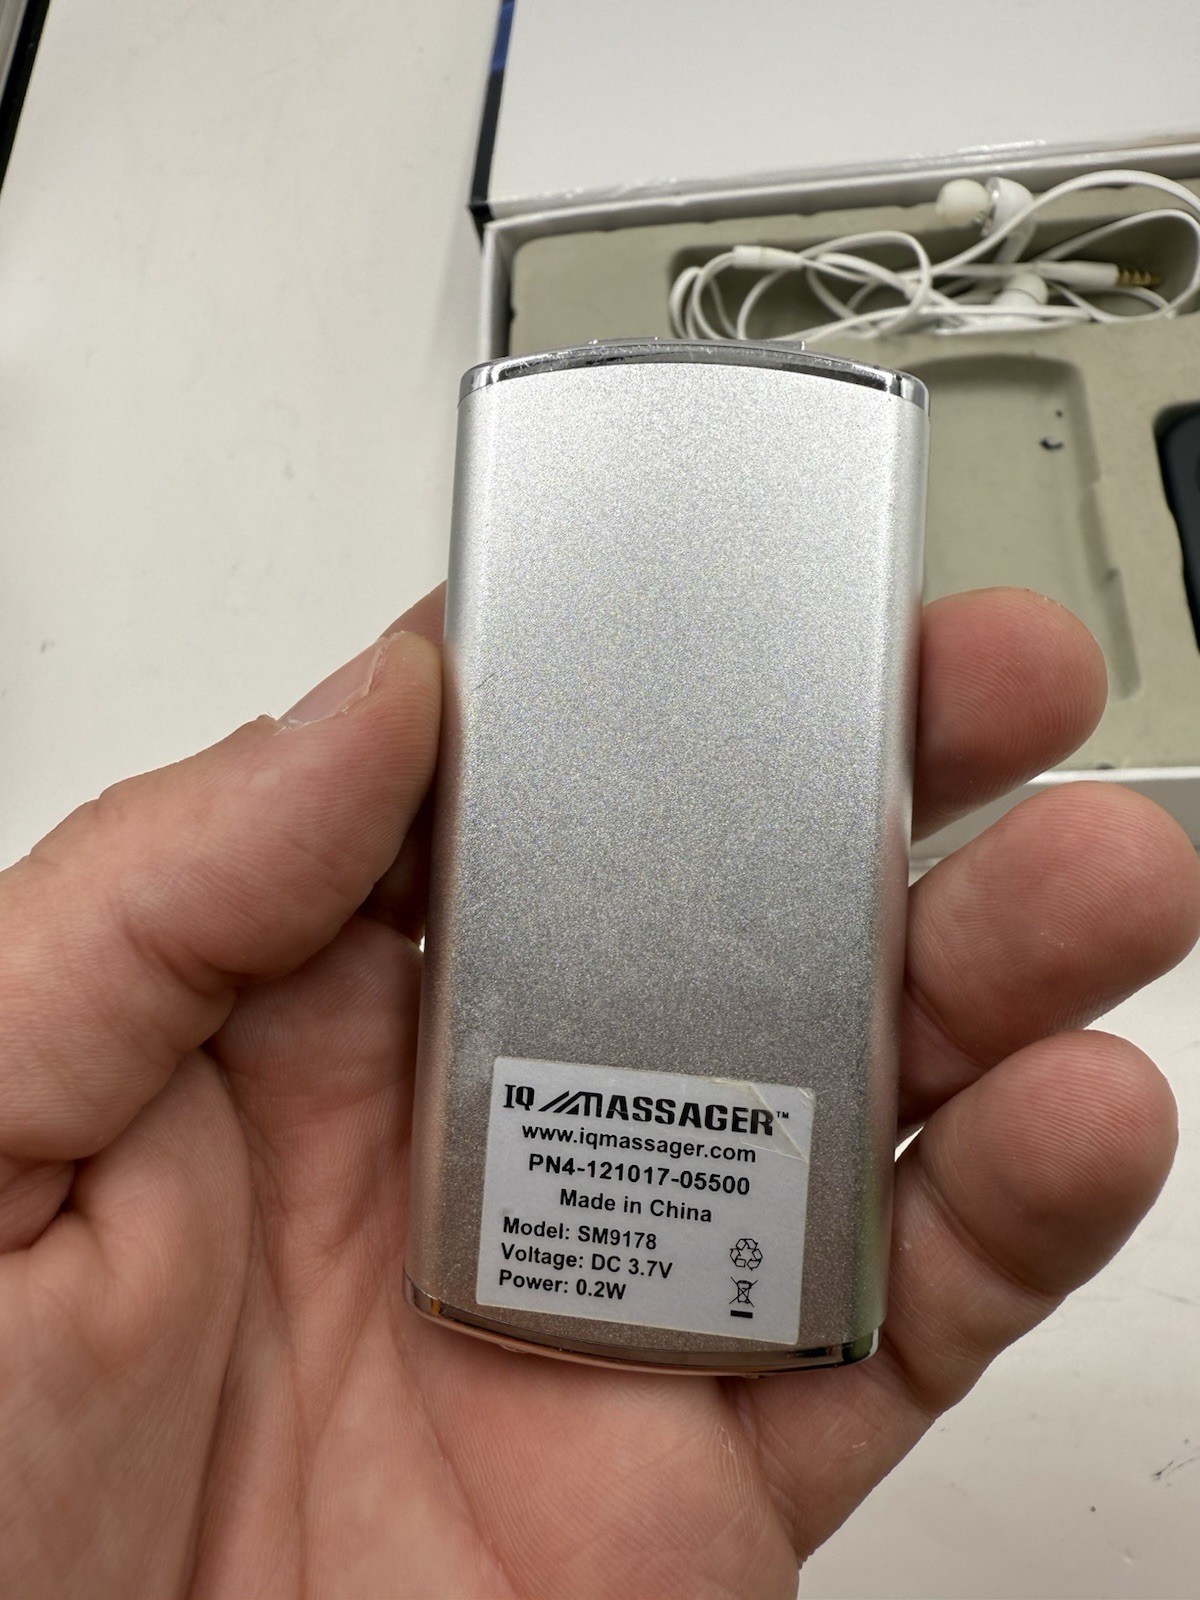 IQ MASSAGER™
www.iqmassager.com
PN4-121017-05500
Made in China
Model: SM9178
Voltage: DC 3.7V
Power: 0.2W